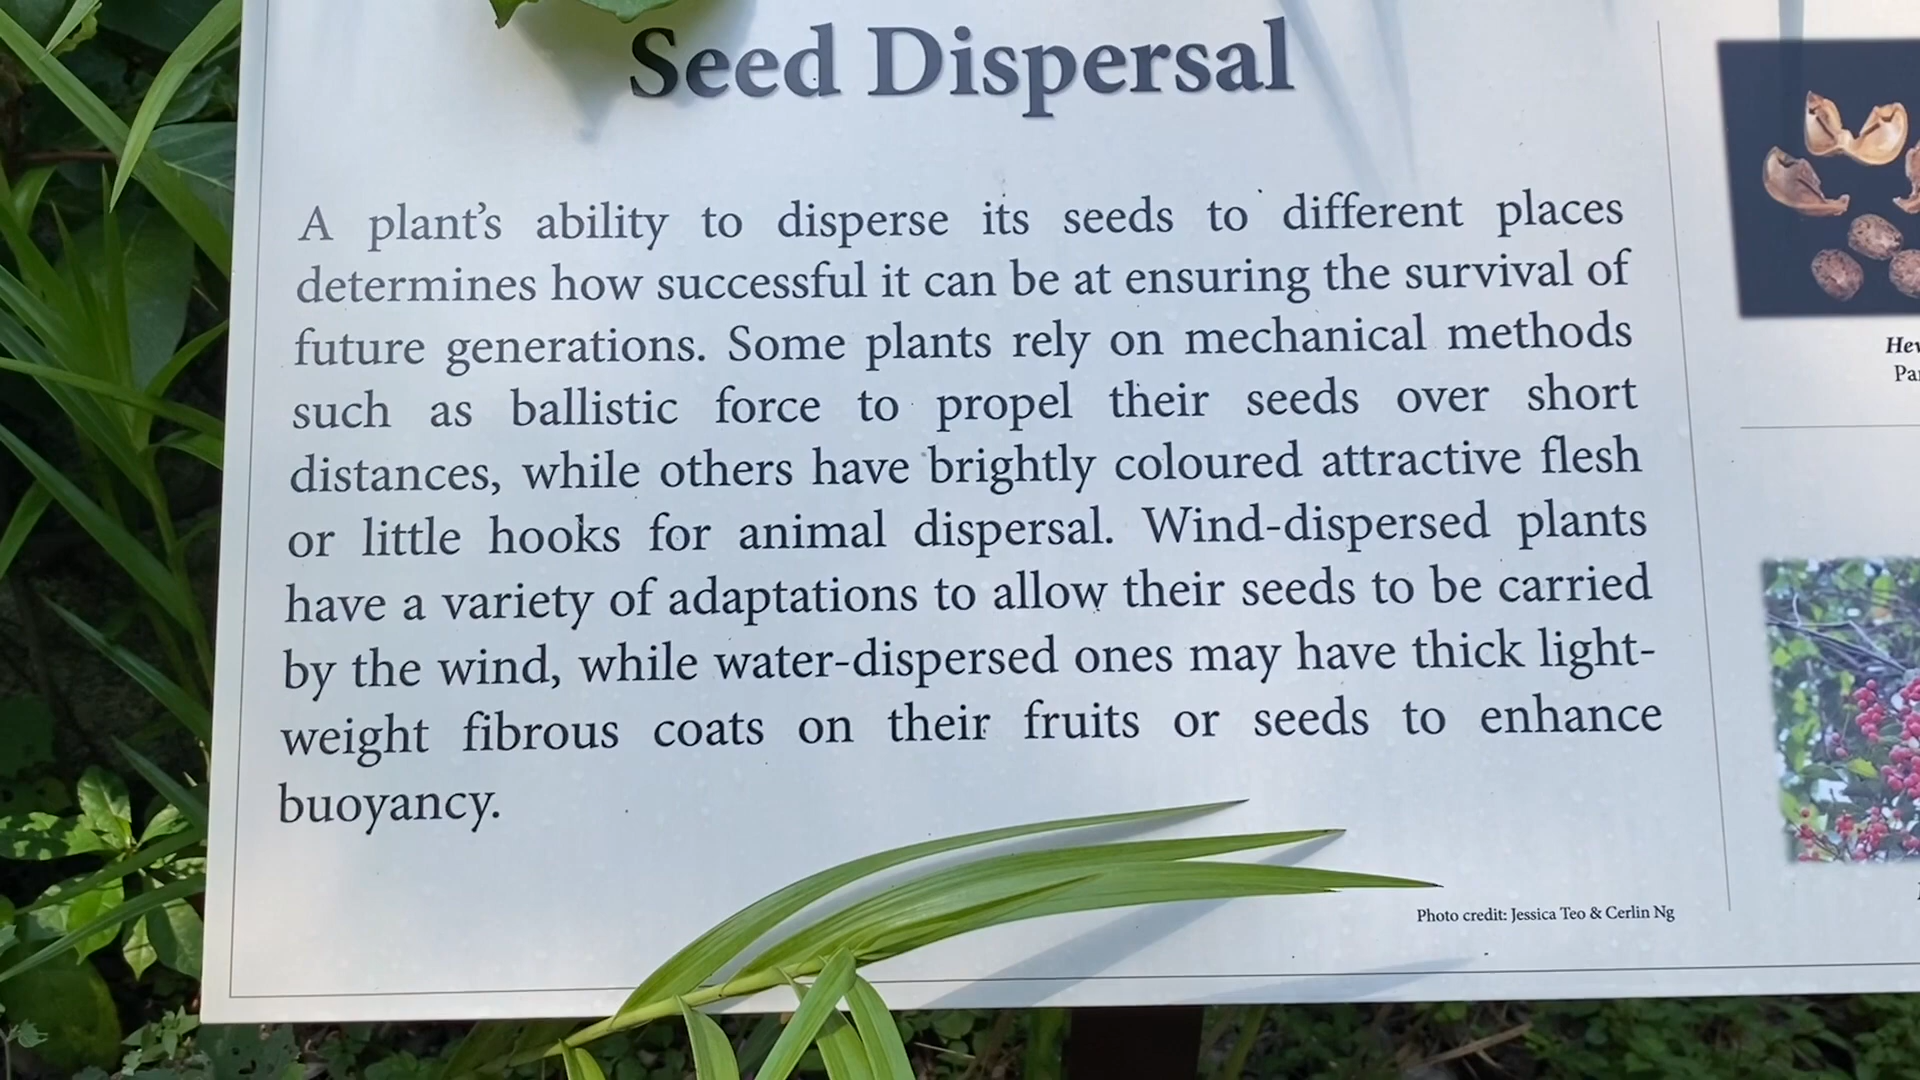 Seed Dispersal
A plant's ability to disperse its seeds to different places
determines how successful it can be at ensuring the survival of
future generations. Some plants rely on mechanical methods
such as ballistic force to propel their seeds over short
distances, while others have brightly coloured attractive flesh
or little hooks for animal dispersal. Wind-dispersed plants
have a variety of adaptations to allow their seeds to be carried
by the wind, while water-dispersed ones may have thick light-
weight fibrous coats on their fruits or seeds to enhance
buoyancy.
Photo credit: Jessica Teo & Cerlin Ng